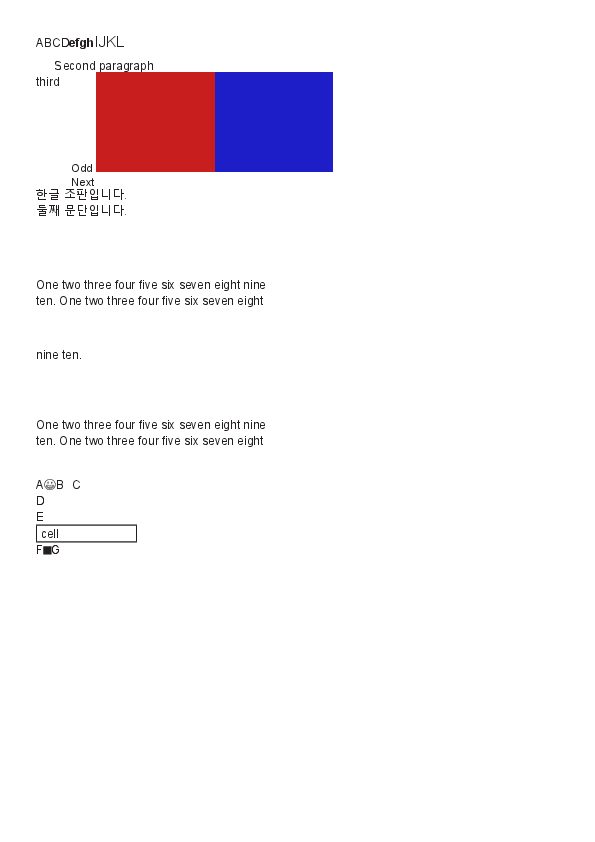 ABCDefghIJKL
Second paragraph
third
Odd
Next
한글 조판입니다.
둘째 문단입니다.
One two three four five six seven eight nine
ten. One two three four five six seven eight
nine ten.
One two three four five six seven eight nine
ten. One two three four five six seven eight
A😀B C
D
E
cell
F■G